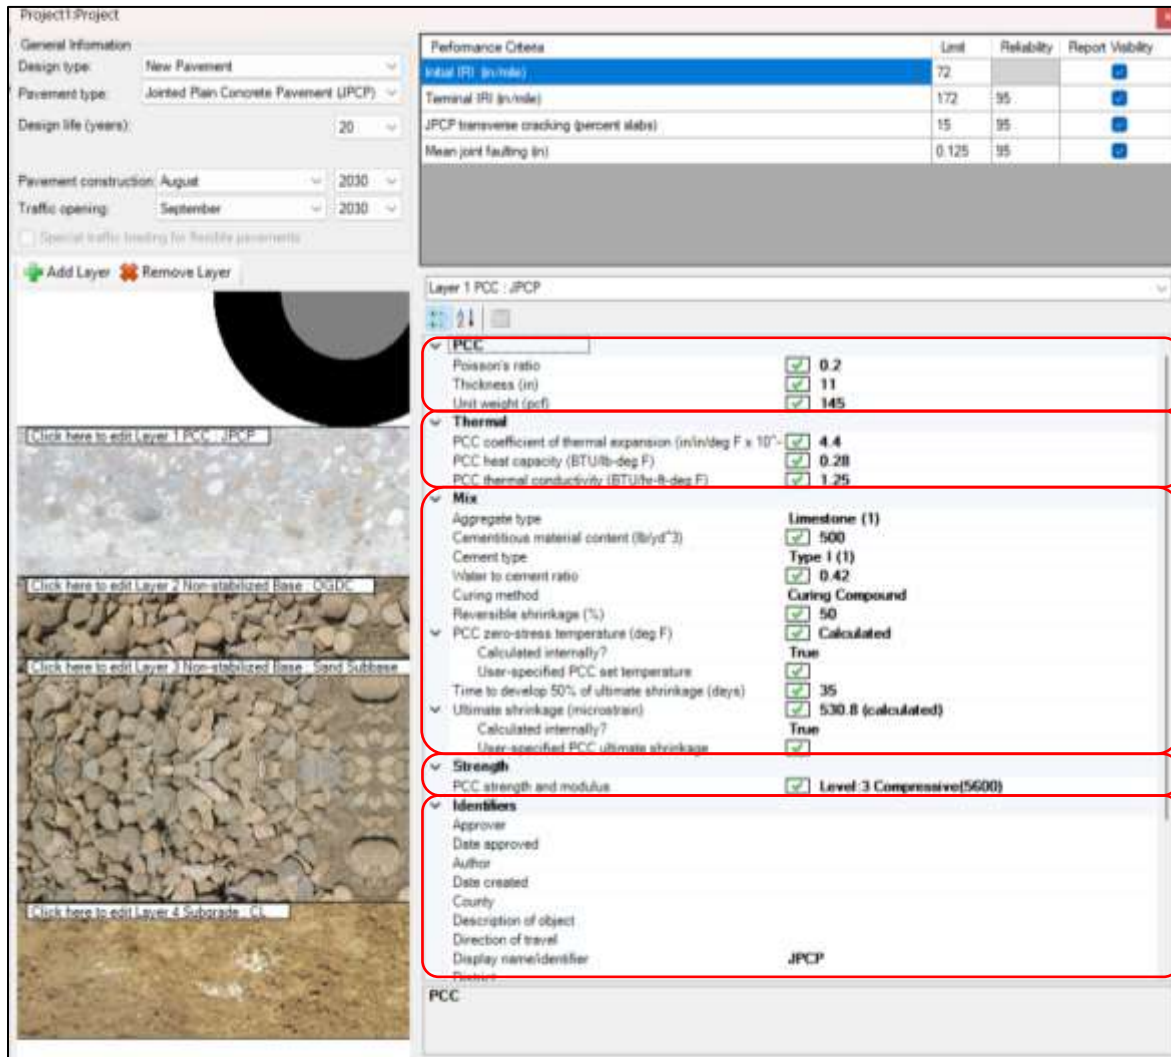 Project1:Project
General Information
Design type: New Pavement
Pavement type: Jointed Plain Concrete Pavement (JPCP)
Design life (years): 20
Pavement construction: August 2030
Traffic opening: September 2030
Special traffic loading for flexible pavements
Add Layer Remove Layer
Click here to edit Layer 1 PCC : JPCP
Click here to edit Layer 2 Non-stabilized Base : OGDC
Click here to edit Layer 3 Non-stabilized Base : Sand Subbase
Click here to edit Layer 4 Subgrade : CL
Performance Criteria Limit Reliability Report Visibility
Initial IRI (in/mile) 72
Terminal IRI (in/mile) 172 95
JPCP transverse cracking (percent slabs) 15 95
Mean joint faulting (in) 0.125 95
Layer 1 PCC : JPCP
PCC
Poisson's ratio 0.2
Thickness (in) 11
Unit weight (pcf) 145
Thermal
PCC coefficient of thermal expansion (in/in/deg F x 10^- 4.4
PCC heat capacity (BTU/lb-deg F) 0.28
PCC thermal conductivity (BTU/hr-ft-deg F) 1.25
Mix
Aggregate type Limestone (1)
Cementitious material content (lb/yd^3) 500
Cement type Type I (1)
Water to cement ratio 0.42
Curing method Curing Compound
Reversible shrinkage (%) 50
PCC zero-stress temperature (deg F) Calculated
Calculated internally? True
User-specified PCC set temperature
Time to develop 50% of ultimate shrinkage (days) 35
Ultimate shrinkage (microstrain) 530.8 (calculated)
Calculated internally? True
User-specified PCC ultimate shrinkage
Strength
PCC strength and modulus Level:3 Compressive(5600)
Identifiers
Approver
Date approved
Author
Date created
County
Description of object
Direction of travel
Display name/identifier JPCP
District
PCC